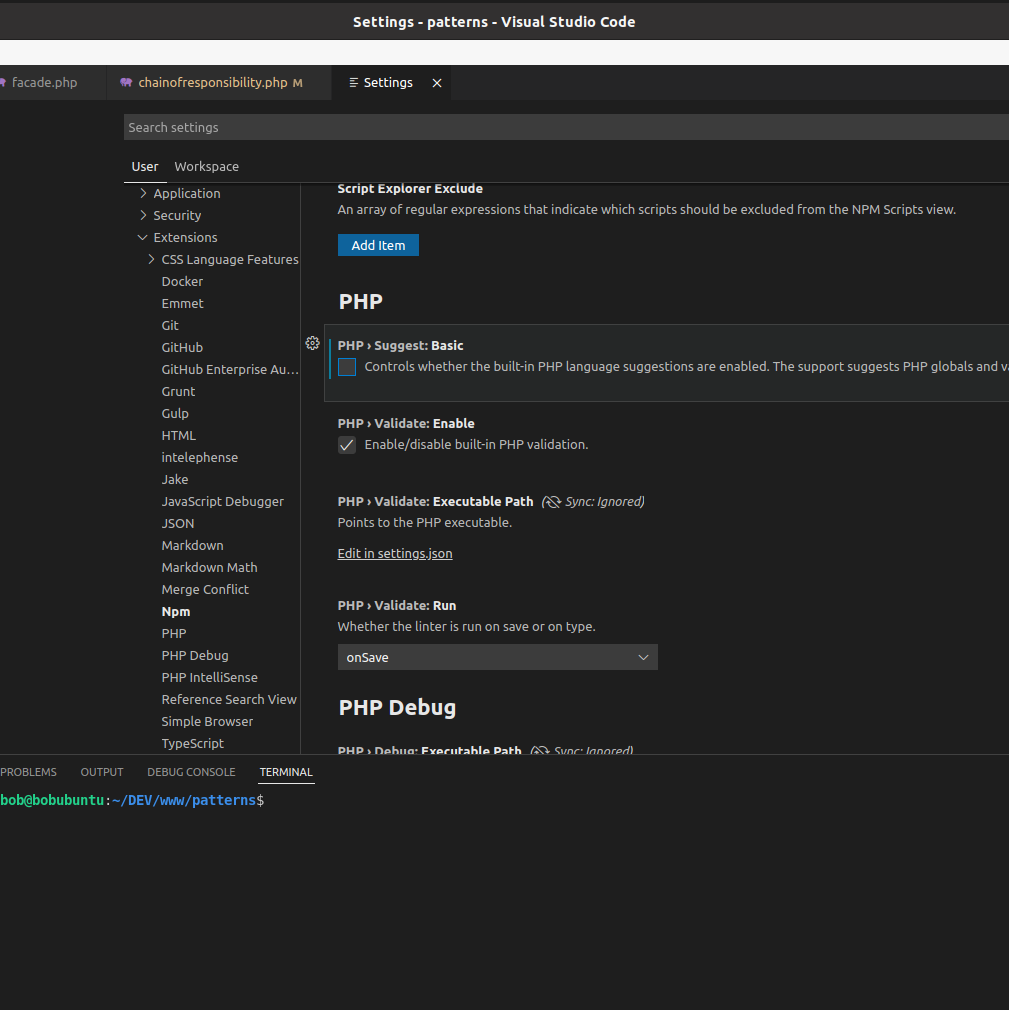 Settings - patterns - Visual Studio Code
facade.php
chainofresponsibility.php M
Settings
Search settings
User Workspace
Application
Security
Extensions
CSS Language Features
Docker
Emmet
Git
GitHub
GitHub Enterprise Au...
Grunt
Gulp
HTML
intelephense
Jake
JavaScript Debugger
JSON
Markdown
Markdown Math
Merge Conflict
Npm
PHP
PHP Debug
PHP IntelliSense
Reference Search View
Simple Browser
TypeScript
Script Explorer Exclude
An array of regular expressions that indicate which scripts should be excluded from the NPM Scripts view.
Add Item
PHP
PHP › Suggest: Basic
Controls whether the built-in PHP language suggestions are enabled. The support suggests PHP globals and va
PHP › Validate: Enable
Enable/disable built-in PHP validation.
PHP › Validate: Executable Path (Sync: Ignored)
Points to the PHP executable.
Edit in settings.json
PHP › Validate: Run
Whether the linter is run on save or on type.
onSave
PHP Debug
PHP › Debug: Executable Path (Sync: Ignored)
PROBLEMS OUTPUT DEBUG CONSOLE TERMINAL
bob@bobubuntu:~/DEV/www/patterns$